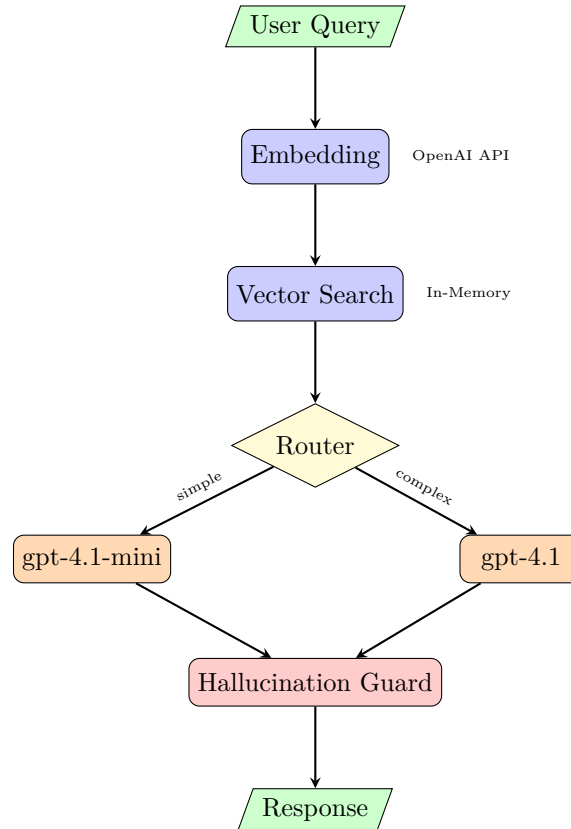 User Query
Embedding
OpenAI API
Vector Search
In-Memory
Router
simple
complex
gpt-4.1-mini
gpt-4.1
Hallucination Guard
Response